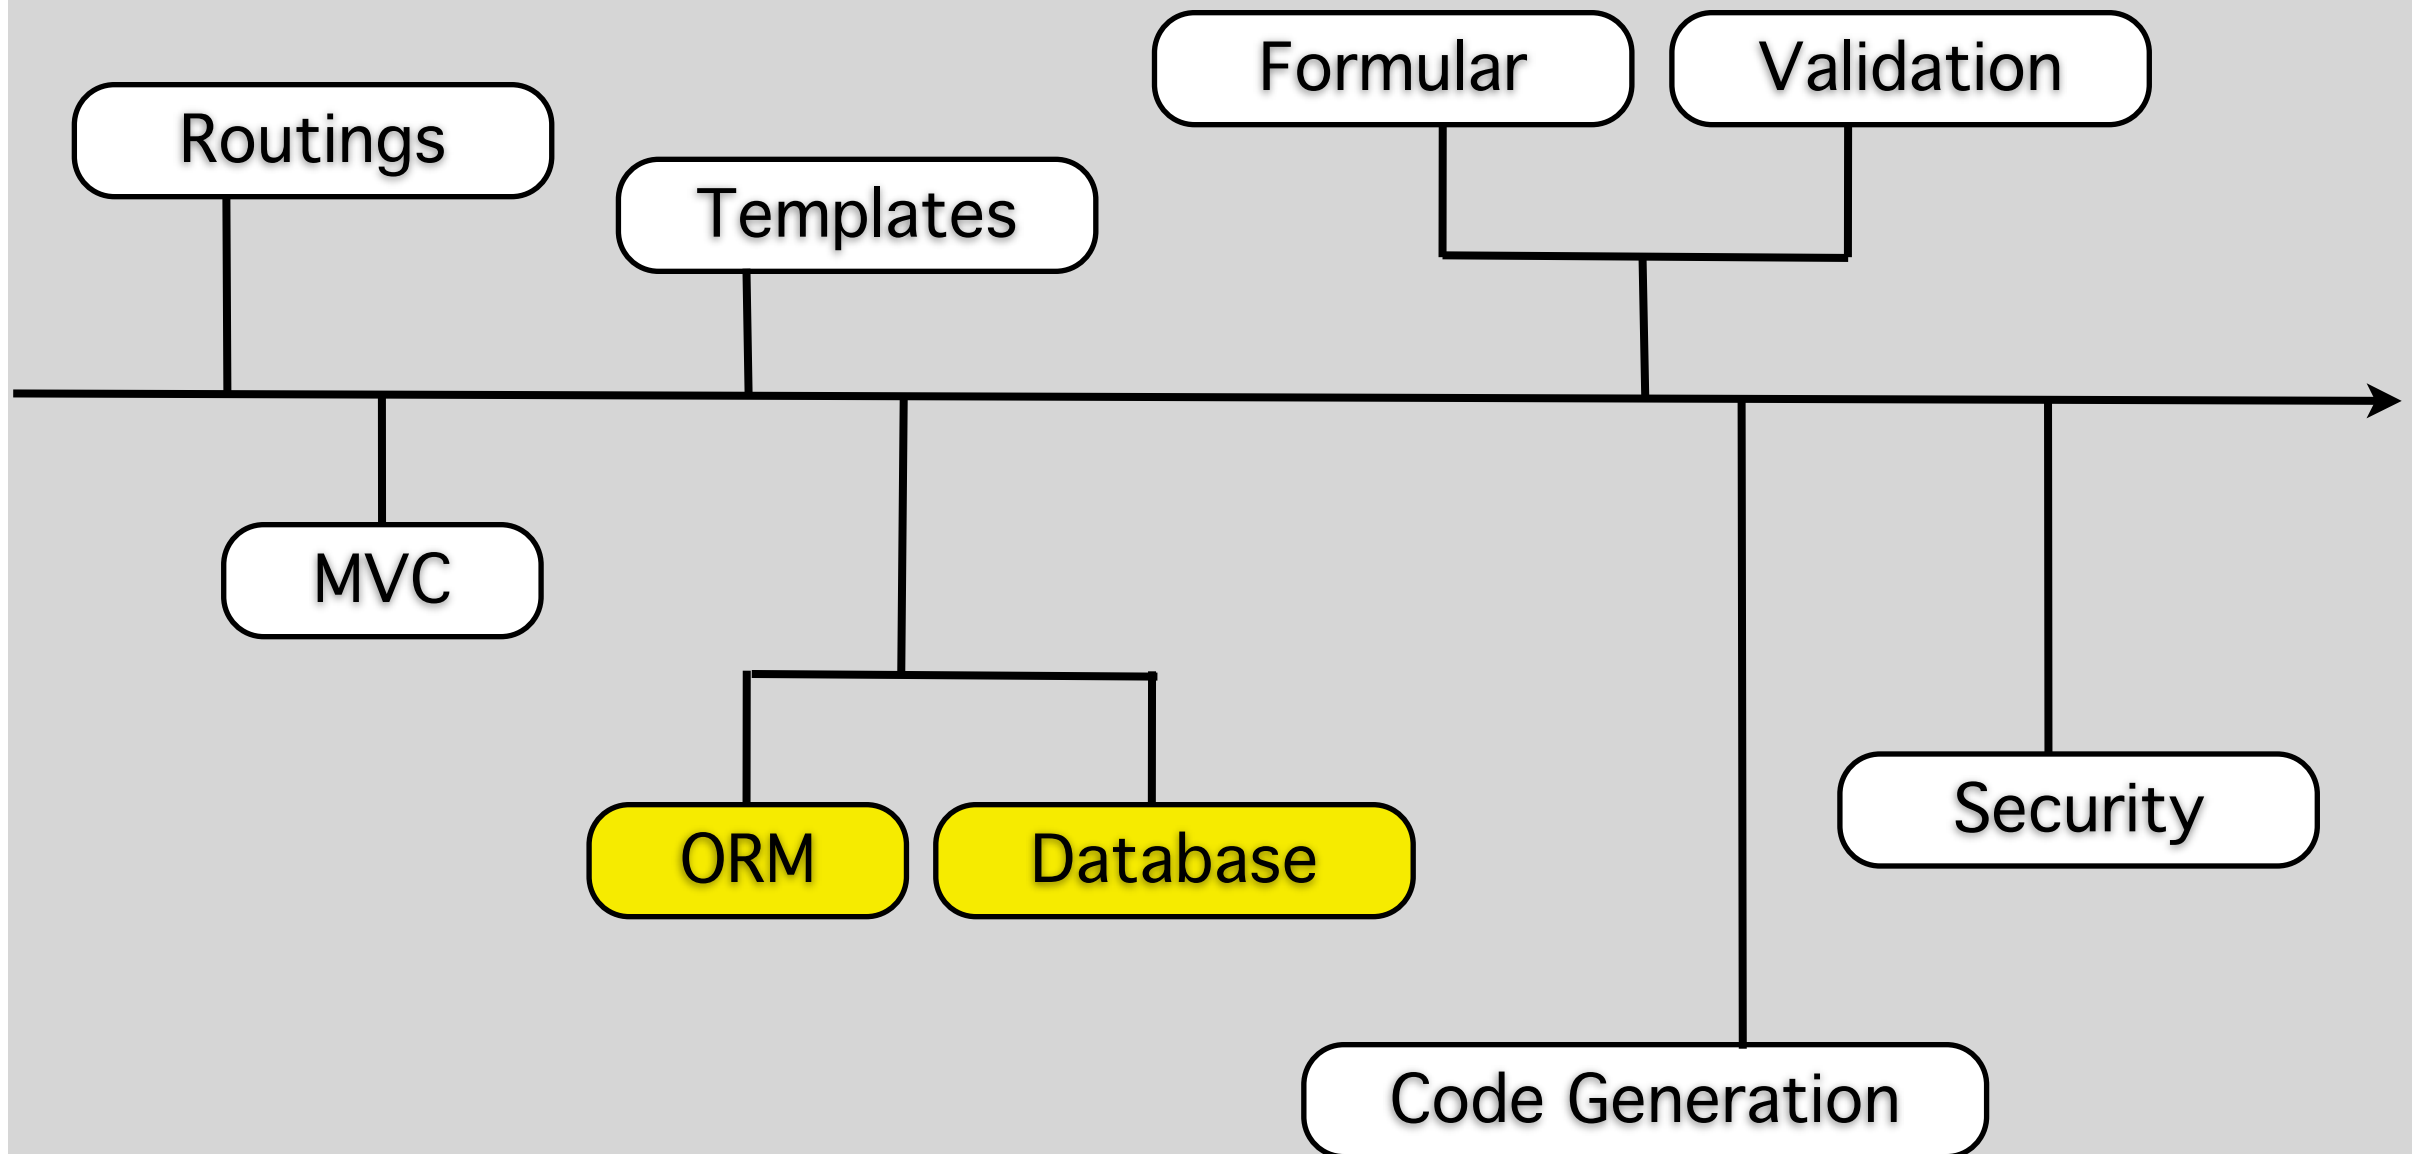 Formular
Validation
Routings
Templates
MVC
ORM
Database
Security
Code Generation